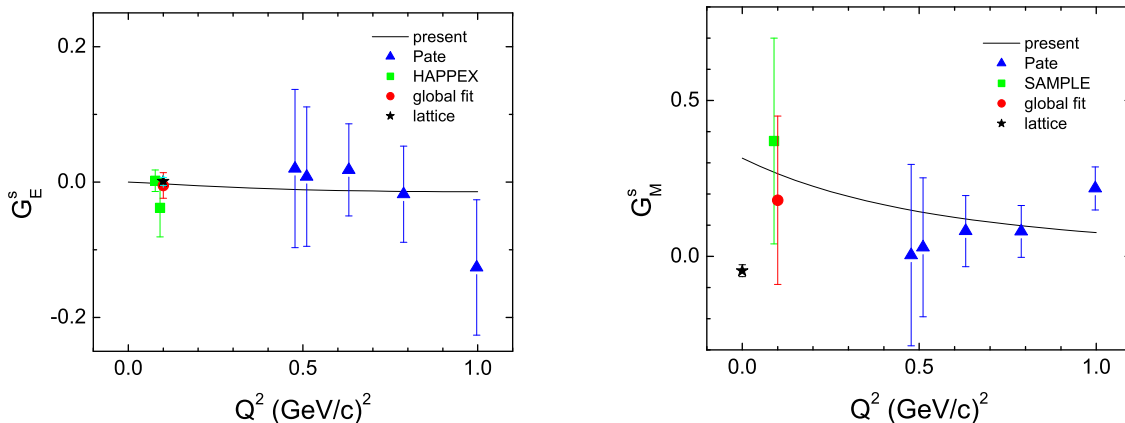 0.2
0.0
-0.2
G_E^s
present
Pate
HAPPEX
global fit
lattice
0.0 0.5 1.0
Q^2 (GeV/c)^2
0.5
0.0
G_M^s
present
Pate
SAMPLE
global fit
lattice
0.0 0.5 1.0
Q^2 (GeV/c)^2